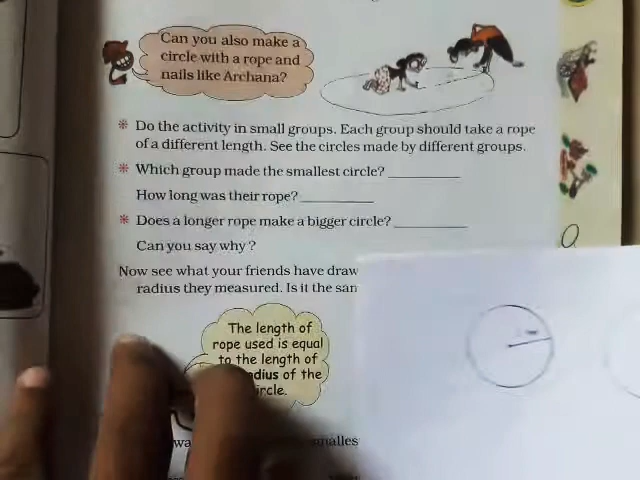 Can you also make a
circle with a rope and
nails like Archana?
Do the activity in small groups. Each group should take a rope
of a different length. See the circles made by different groups.
Which group made the smallest circle?
How long was their rope?
Does a longer rope make a bigger circle?
Can you say why ?
Now see what your friends have draw
radius they measured. Is it the san
The length of
rope used is equal
to the length of
dius of the
ircle.
wa
smalles